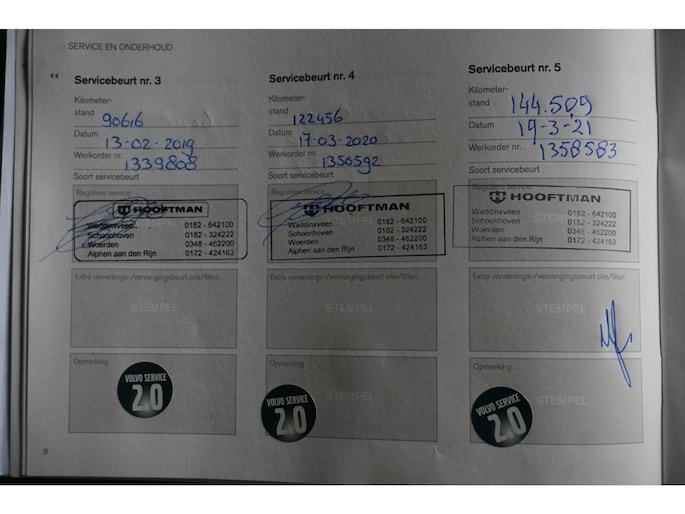 SERVICE EN ONDERHOUD
Servicebeurt nr. 3
Kilometer-
stand 90616
Datum 13-02-2019
Werkorder nr. 1339808
Soort servicebeurt
Reguliere service
HOOFTMAN
Waddinxveen 0182 - 642100
Schoonhoven 0182 - 324222
Woerden 0348 - 462200
Alphen aan den Rijn 0172 - 424163
Extra verversings-/vervangingsbeurt olie/filter:
STEMPEL
Opmerking
VOLVO SERVICE
2.0
8
Servicebeurt nr. 4
Kilometer-
stand 122456
Datum 17-03-2020
Werkorder nr. 1350592
Soort servicebeurt
Reguliere service
HOOFTMAN
Waddinxveen 0182 - 642100
Schoonhoven 0182 - 324222
Woerden 0348 - 462200
Alphen aan den Rijn 0172 - 424163
Extra verversings-/vervangingsbeurt olie/filter:
STEMPEL
Opmerking
STEMPEL
VOLVO SERVICE
2.0
Servicebeurt nr. 5
Kilometer-
stand 144.509
Datum 19-3-21
Werkorder nr. 1358583
Soort servicebeurt
Reguliere service
HOOFTMAN
Waddinxveen 0182 - 642100
Schoonhoven 0182 - 324222
Woerden 0348 - 462200
Alphen aan den Rijn 0172 - 424163
STEMPEL
Extra verversings-/vervangingsbeurt olie/filter:
STEMPEL
Opmerking
STEMPEL
VOLVO SERVICE
2.0